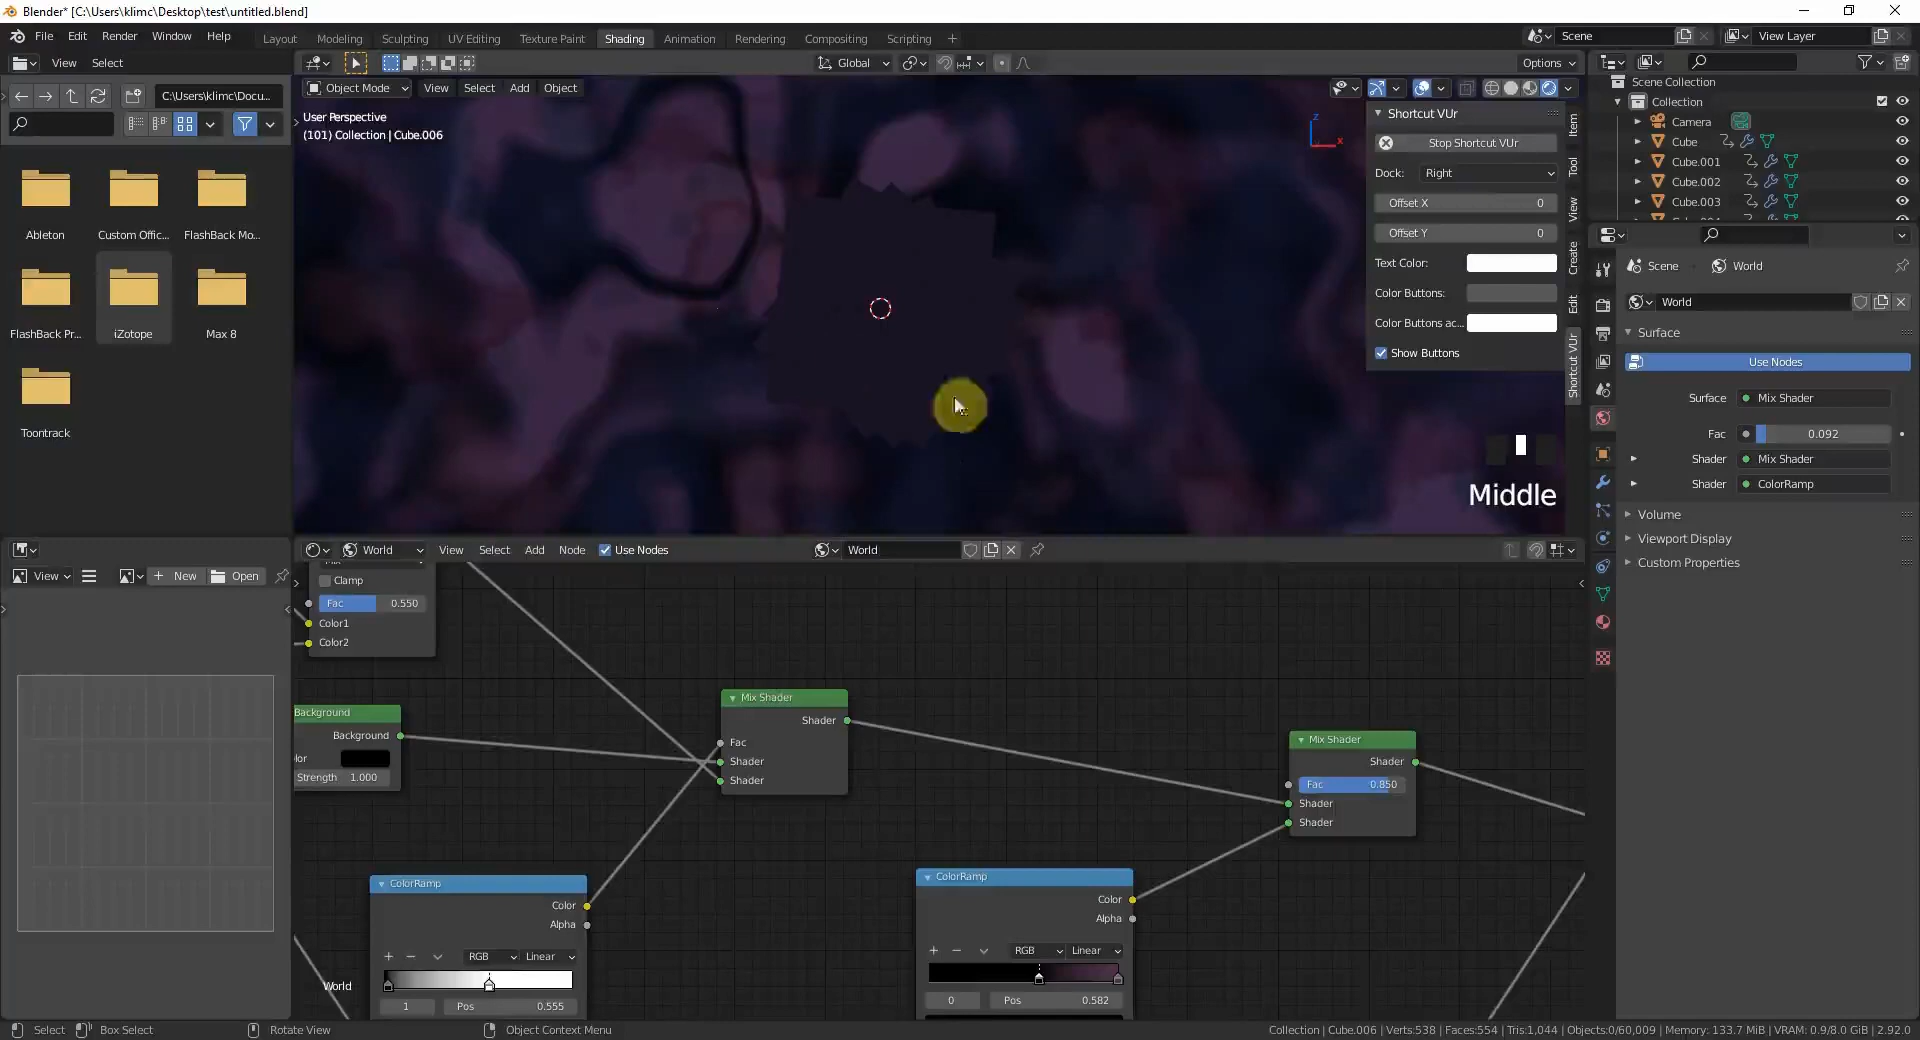 Blender* [C:\Users\klimc\Desktop\test\untitled.blend]
File Edit Render Window Help
Layout Modeling Sculpting UV Editing Texture Paint Shading Animation Rendering Compositing Scripting
Scene
View Layer
View Select
Global
Options
C:\Users\klimc\Docu...
Object Mode View Select Add Object
User Perspective
(101) Collection | Cube.006
Ableton
Custom Offic...
FlashBack Mo...
FlashBack Pr...
iZotope
Max 8
Toontrack
Z
X
Shortcut VUr
Stop Shortcut VUr
Dock: Right
Offset X 0
Offset Y 0
Text Color:
Color Buttons:
Color Buttons ac...
Show Buttons
Item
Tool
View
Create
Edit
Shortcut VUr
Middle
Scene Collection
Collection
Camera
Cube
Cube.001
Cube.002
Cube.003
Scene
World
World
Surface
Use Nodes
Surface Mix Shader
Fac 0.092
Shader Mix Shader
Shader ColorRamp
Volume
Viewport Display
Custom Properties
View
New
Open
World View Select Add Node Use Nodes
World
Clamp
Fac 0.550
Color1
Color2
Background
Background
lor
Strength 1.000
Mix Shader
Shader
Fac
Shader
Shader
Mix Shader
Shader
Fac 0.850
Shader
Shader
ColorRamp
Color
Alpha
RGB Linear
1 Pos 0.555
ColorRamp
Color
Alpha
RGB Linear
0 Pos 0.582
World
Select Box Select Rotate View Object Context Menu
Collection | Cube.006 | Verts:538 | Faces:554 | Tris:1,044 | Objects:0/60,009 | Memory: 133.7 MiB | VRAM: 0.9/8.0 GiB | 2.92.0